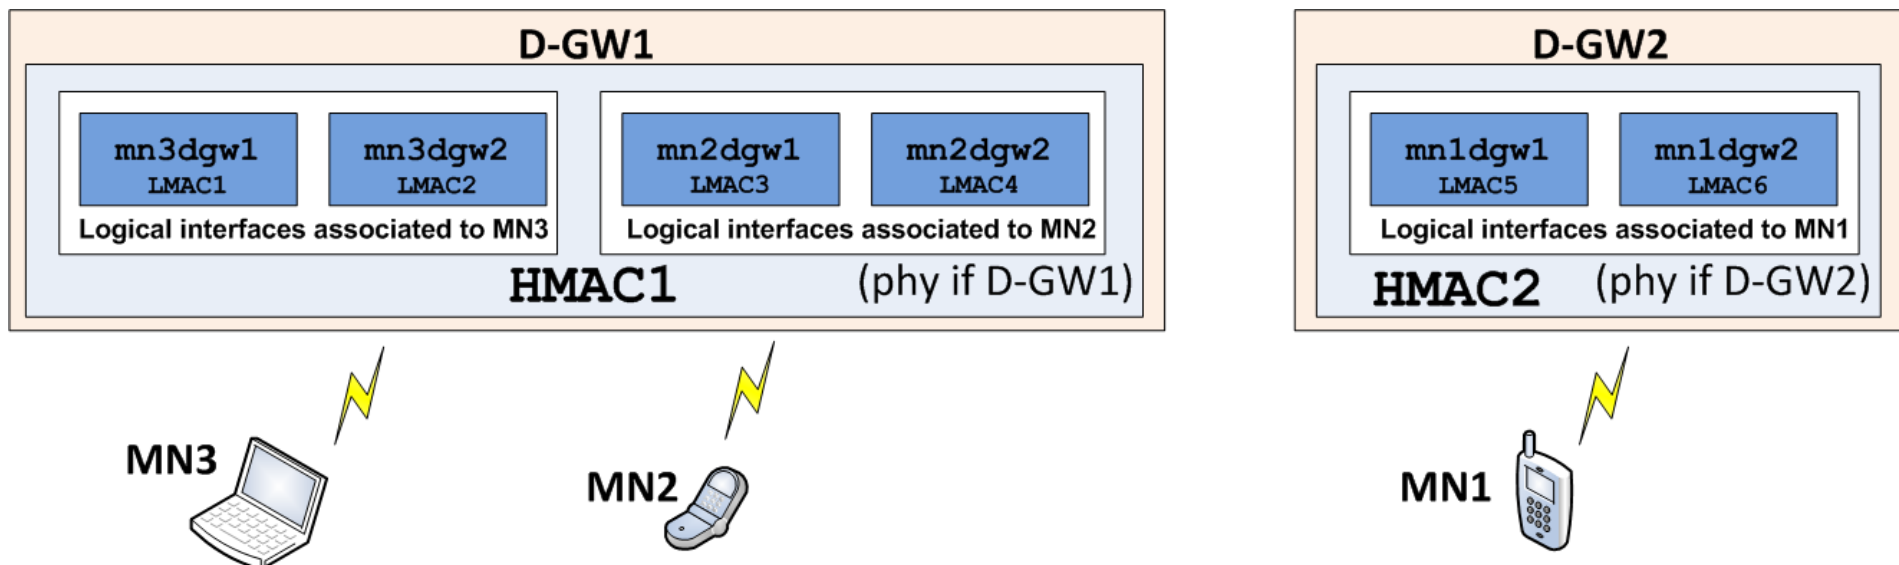 D-GW1
mn3dgw1
LMAC1
mn3dgw2
LMAC2
Logical interfaces associated to MN3
mn2dgw1
LMAC3
mn2dgw2
LMAC4
Logical interfaces associated to MN2
HMAC1 (phy if D-GW1)
D-GW2
mn1dgw1
LMAC5
mn1dgw2
LMAC6
Logical interfaces associated to MN1
HMAC2 (phy if D-GW2)
MN3
MN2
MN1